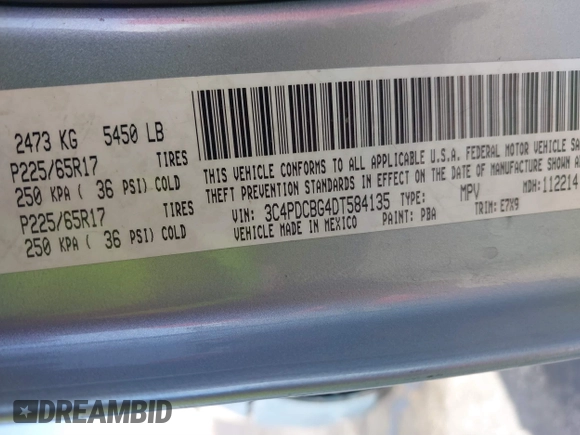 2473 KG 5450 LB
P225/65R17 TIRES
250 KPA ( 36 PSI) COLD
P225/65R17 TIRES
250 KPA ( 36 PSI) COLD
THIS VEHICLE CONFORMS TO ALL APPLICABLE U.S.A. FEDERAL MOTOR VEHICLE SA
THEFT PREVENTION STANDARDS IN EFFECT ON THE DATE OF MANUFACTURE SHOWN A
VIN: 3C4PDCBG4DT584135 TYPE: MPV MDH: 112214
VEHICLE MADE IN MEXICO PAINT: PBA TRIM: E7X9
DREAMBID